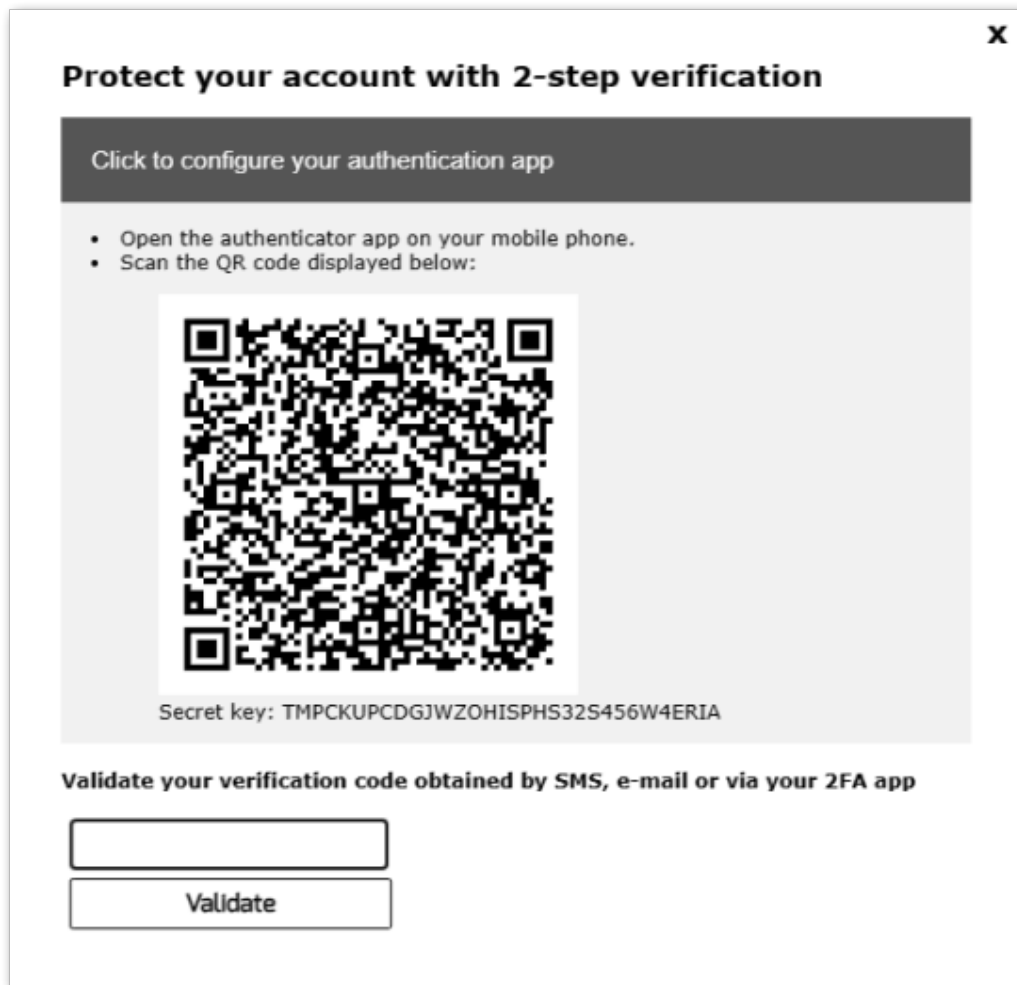 x
Protect your account with 2-step verification
Click to configure your authentication app
• Open the authenticator app on your mobile phone.
• Scan the QR code displayed below:
Secret key: TMPCKUPCDGJWZOHISPHS32S456W4ERIA
Validate your verification code obtained by SMS, e-mail or via your 2FA app
Validate